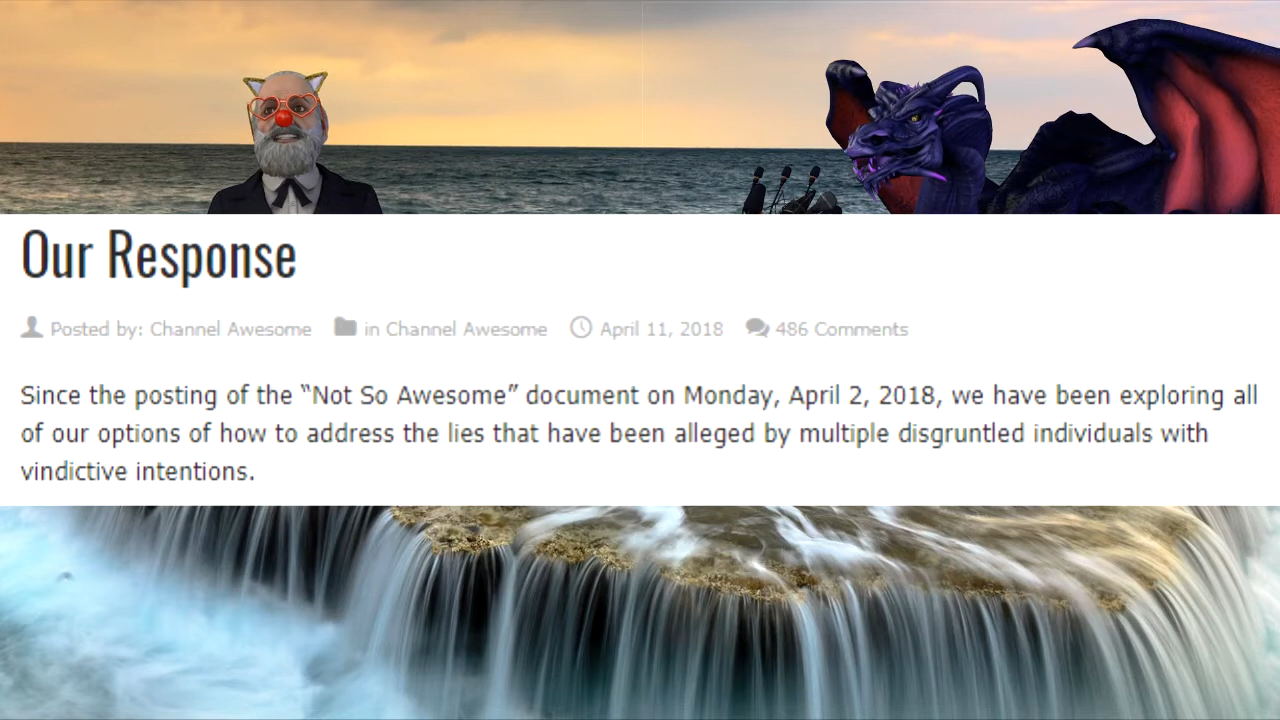 Our Response
Posted by: Channel Awesome in Channel Awesome April 11, 2018 486 Comments
Since the posting of the “Not So Awesome” document on Monday, April 2, 2018, we have been exploring all
of our options of how to address the lies that have been alleged by multiple disgruntled individuals with
vindictive intentions.